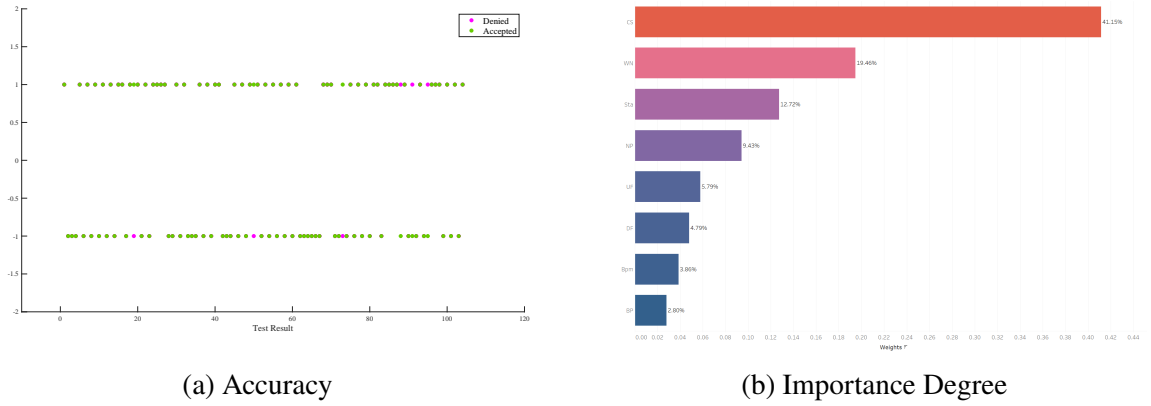 2
1.5
1
0.5
0
-0.5
-1
-1.5
-2
0 20 40 60 80 100 120
Test Result
Denied
Accepted
(a) Accuracy
CS 41.15%
WN 19.46%
Sta 12.72%
NP 9.43%
UP 5.79%
DP 4.79%
Bpm 3.86%
BP 2.80%
0.00 0.02 0.04 0.06 0.08 0.10 0.12 0.14 0.16 0.18 0.20 0.22 0.24 0.26 0.28 0.30 0.32 0.34 0.36 0.38 0.40 0.42 0.44
Weights
(b) Importance Degree